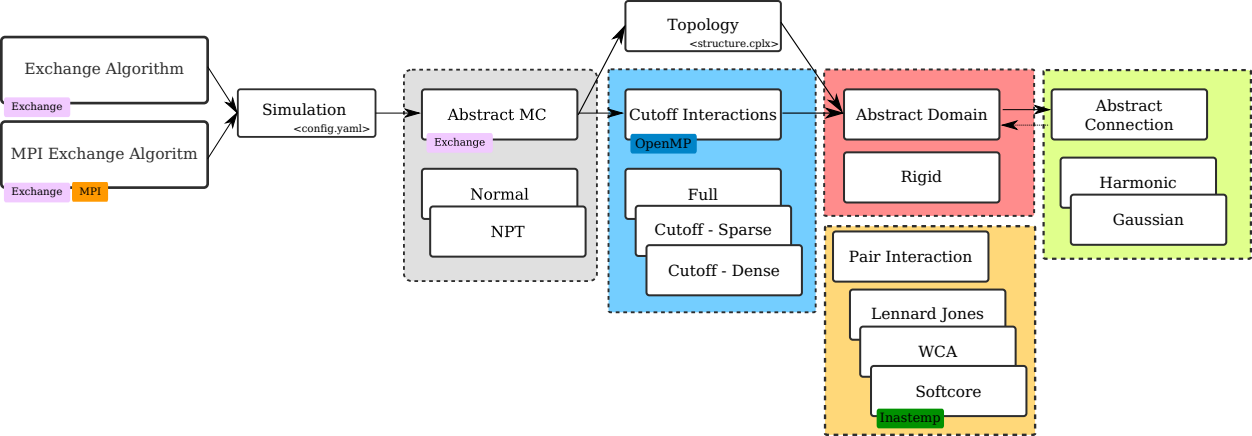 Exchange Algorithm
Exchange
MPI Exchange Algoritm
Exchange
MPI
Simulation
<config.yaml>
Abstract MC
Exchange
Normal
NPT
Topology
<structure.cplx>
Cutoff Interactions
OpenMP
Full
Cutoff - Sparse
Cutoff - Dense
Abstract Domain
Rigid
Pair Interaction
Lennard Jones
WCA
Softcore
Inastemp
Abstract
Connection
Harmonic
Gaussian